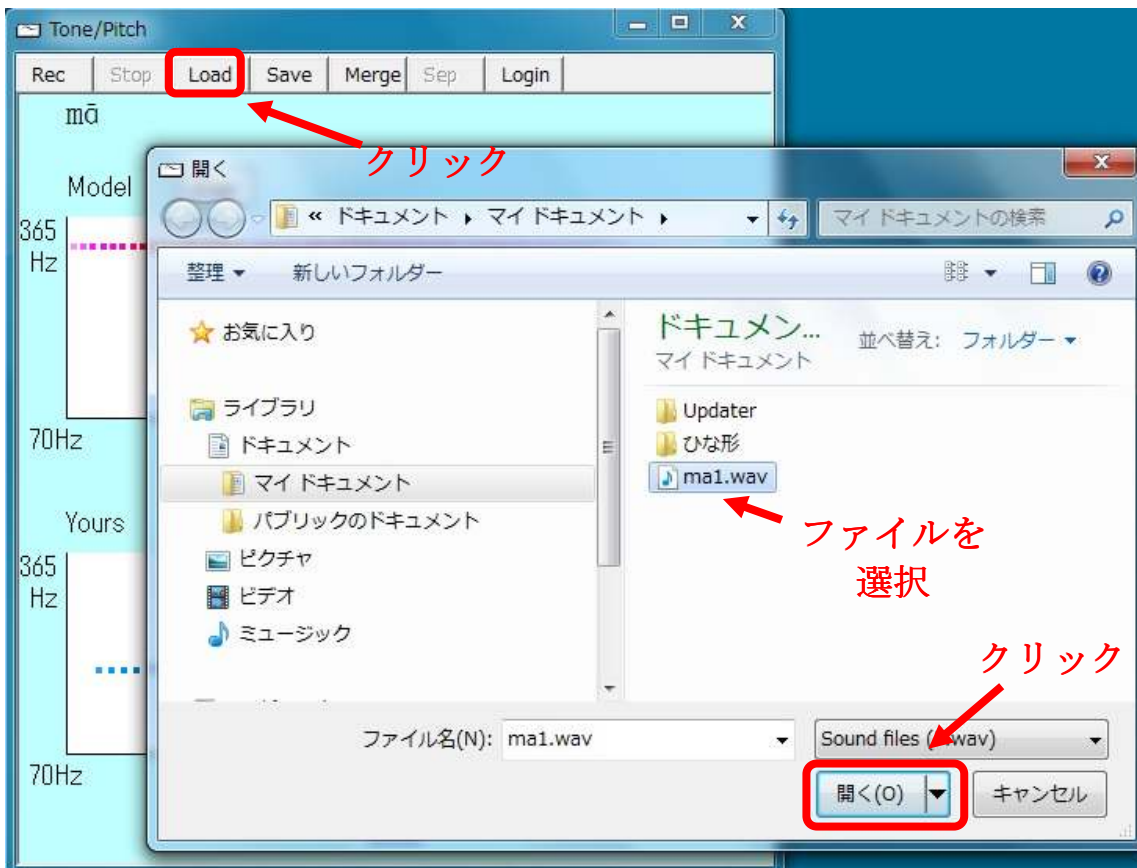 Tone/Pitch
Rec Stop Load Save Merge Sep Login
mā
クリック
開く
Model
« ドキュメント マイ ドキュメント マイ ドキュメントの検索
365
Hz
整理 新しいフォルダー
お気に入り
ドキュメン...
並べ替え: フォルダー
マイ ドキュメント
ライブラリ
ドキュメント
マイ ドキュメント
パブリックのドキュメント
ピクチャ
ビデオ
ミュージック
Updater
ひな形
ma1.wav
ファイルを
選択
70Hz
Yours
365
Hz
クリック
ファイル名(N): ma1.wav Sound files ( .wav)
70Hz
開く(O) キャンセル